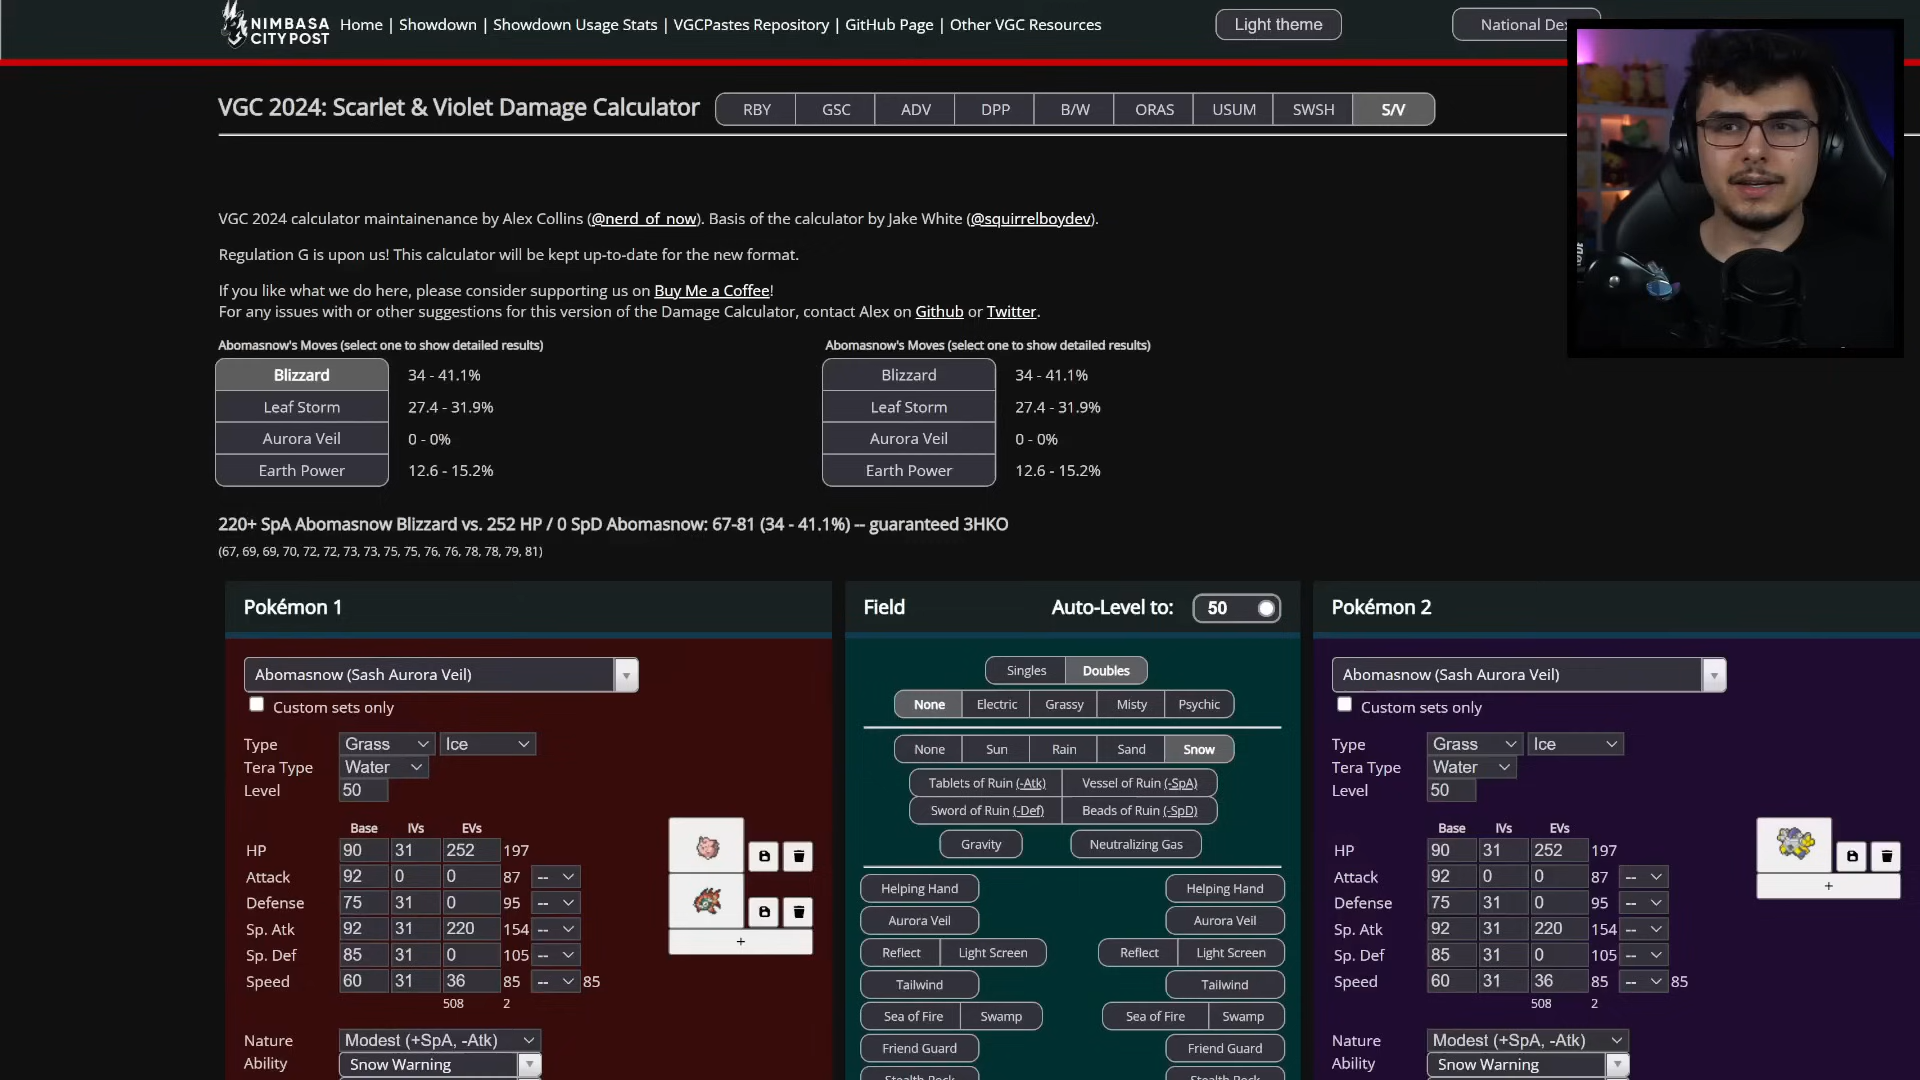 NIMBASA
CITYPOST
Home | Showdown | Showdown Usage Stats | VGCPastes Repository | GitHub Page | Other VGC Resources
Light theme
National Dex
VGC 2024: Scarlet & Violet Damage Calculator
RBY GSC ADV DPP B/W ORAS USUM SWSH S/V
VGC 2024 calculator maintainenance by Alex Collins (@nerd_of_now). Basis of the calculator by Jake White (@squirrelboydev).
Regulation G is upon us! This calculator will be kept up-to-date for the new format.
If you like what we do here, please consider supporting us on Buy Me a Coffee!
For any issues with or other suggestions for this version of the Damage Calculator, contact Alex on Github or Twitter.
Abomasnow's Moves (select one to show detailed results)
Blizzard 34 - 41.1%
Leaf Storm 27.4 - 31.9%
Aurora Veil 0 - 0%
Earth Power 12.6 - 15.2%
Abomasnow's Moves (select one to show detailed results)
Blizzard 34 - 41.1%
Leaf Storm 27.4 - 31.9%
Aurora Veil 0 - 0%
Earth Power 12.6 - 15.2%
220+ SpA Abomasnow Blizzard vs. 252 HP / 0 SpD Abomasnow: 67-81 (34 - 41.1%) -- guaranteed 3HKO
(67, 69, 69, 70, 72, 72, 73, 73, 75, 75, 76, 76, 78, 78, 79, 81)
Pokémon 1
Abomasnow (Sash Aurora Veil)
Custom sets only
Type Grass Ice
Tera Type Water
Level 50
Base IVs EVs
HP 90 31 252 197
Attack 92 0 0 87 --
Defense 75 31 0 95 --
Sp. Atk 92 31 220 154 --
Sp. Def 85 31 0 105 --
Speed 60 31 36 85 -- 85
508 2
+
Nature Modest (+SpA, -Atk)
Ability Snow Warning
Field Auto-Level to: 50
Singles Doubles
None Electric Grassy Misty Psychic
None Sun Rain Sand Snow
Tablets of Ruin (-Atk) Vessel of Ruin (-SpA)
Sword of Ruin (-Def) Beads of Ruin (-SpD)
Gravity Neutralizing Gas
Helping Hand Helping Hand
Aurora Veil Aurora Veil
Reflect Light Screen Reflect Light Screen
Tailwind Tailwind
Sea of Fire Swamp Sea of Fire Swamp
Friend Guard Friend Guard
Stealth Rock Stealth Rock
Pokémon 2
Abomasnow (Sash Aurora Veil)
Custom sets only
Type Grass Ice
Tera Type Water
Level 50
Base IVs EVs
HP 90 31 252 197
Attack 92 0 0 87 --
Defense 75 31 0 95 --
Sp. Atk 92 31 220 154 --
Sp. Def 85 31 0 105 --
Speed 60 31 36 85 -- 85
508 2
+
Nature Modest (+SpA, -Atk)
Ability Snow Warning